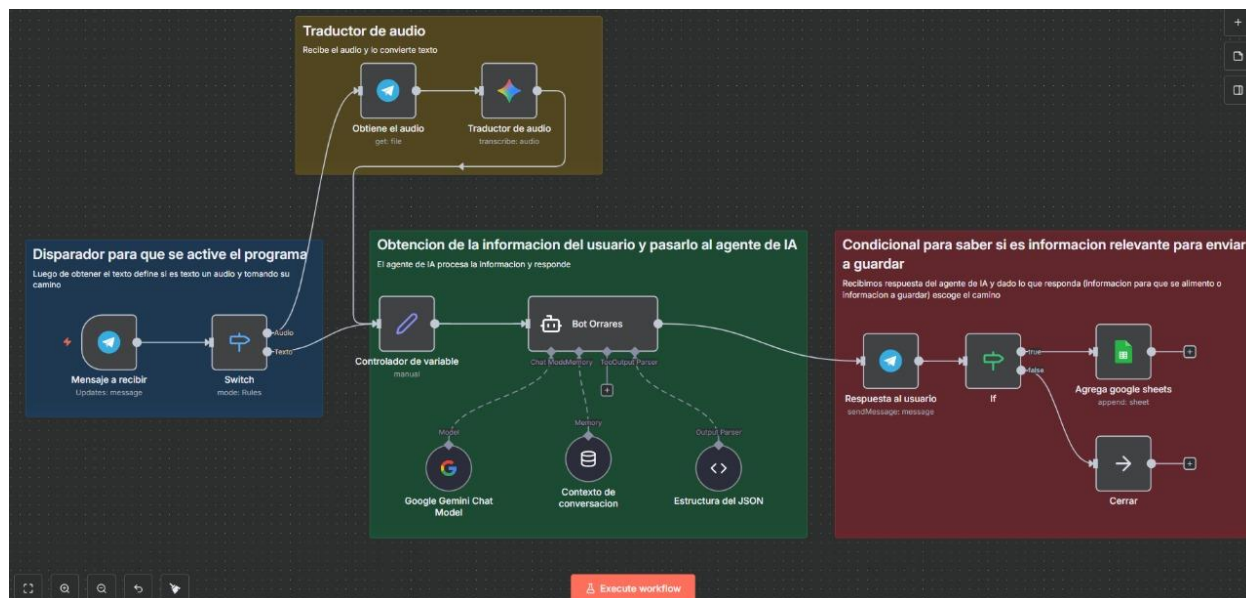 Traductor de audio
Recibe el audio y lo convierte texto
Obtiene el audio
get: file
Traductor de audio
transcribe: audio
Disparador para que se active el programa
Luego de obtener el texto define si es texto un audio y tomando su
camino
Mensaje a recibir
Updates: message
Switch
mode: Rules
Audio
Texto
Obtencion de la informacion del usuario y pasarlo al agente de IA
El agente de IA procesa la informacion y responde
Controlador de variable
manual
Bot Orrares
Chat Model
Memory
Tool
Output Parser
Model
Memory
Output Parser
Google Gemini Chat
Model
Contexto de
conversacion
Estructura del JSON
Condicional para saber si es informacion relevante para enviar
a guardar
Recibimos respuesta del agente de IA y dado lo que responda (informacion para que se alimento o
informacion a guardar) escoge el camino
Respuesta al usuario
sendMessage: message
If
true
false
Agrega google sheets
append: sheet
Cerrar
Execute workflow